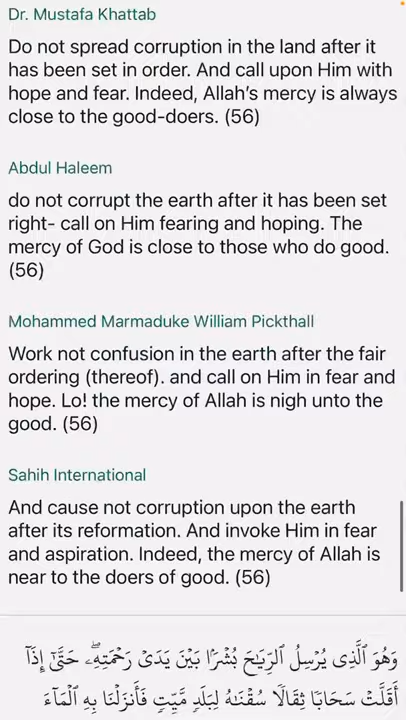 Dr. Mustafa Khattab
Do not spread corruption in the land after it
has been set in order. And call upon Him with
hope and fear. Indeed, Allah’s mercy is always
close to the good-doers. (56)
Abdul Haleem
do not corrupt the earth after it has been set
right- call on Him fearing and hoping. The
mercy of God is close to those who do good.
(56)
Mohammed Marmaduke William Pickthall
Work not confusion in the earth after the fair
ordering (thereof). and call on Him in fear and
hope. Lo! the mercy of Allah is nigh unto the
good. (56)
Sahih International
And cause not corruption upon the earth
after its reformation. And invoke Him in fear
and aspiration. Indeed, the mercy of Allah is
near to the doers of good. (56)
وَهُوَ ٱلَّذِى يُرْسِلُ ٱلرِّيَـٰحَ بُشْرًۢا بَيْنَ يَدَىْ رَحْمَتِهِۦ ۖ حَتَّىٰٓ إِذَآ
أَقَلَّتْ سَحَابًا ثِقَالًا سُقْنَـٰهُ لِبَلَدٍ مَّيِّتٍ فَأَنزَلْنَا بِهِ ٱلْمَآءَ